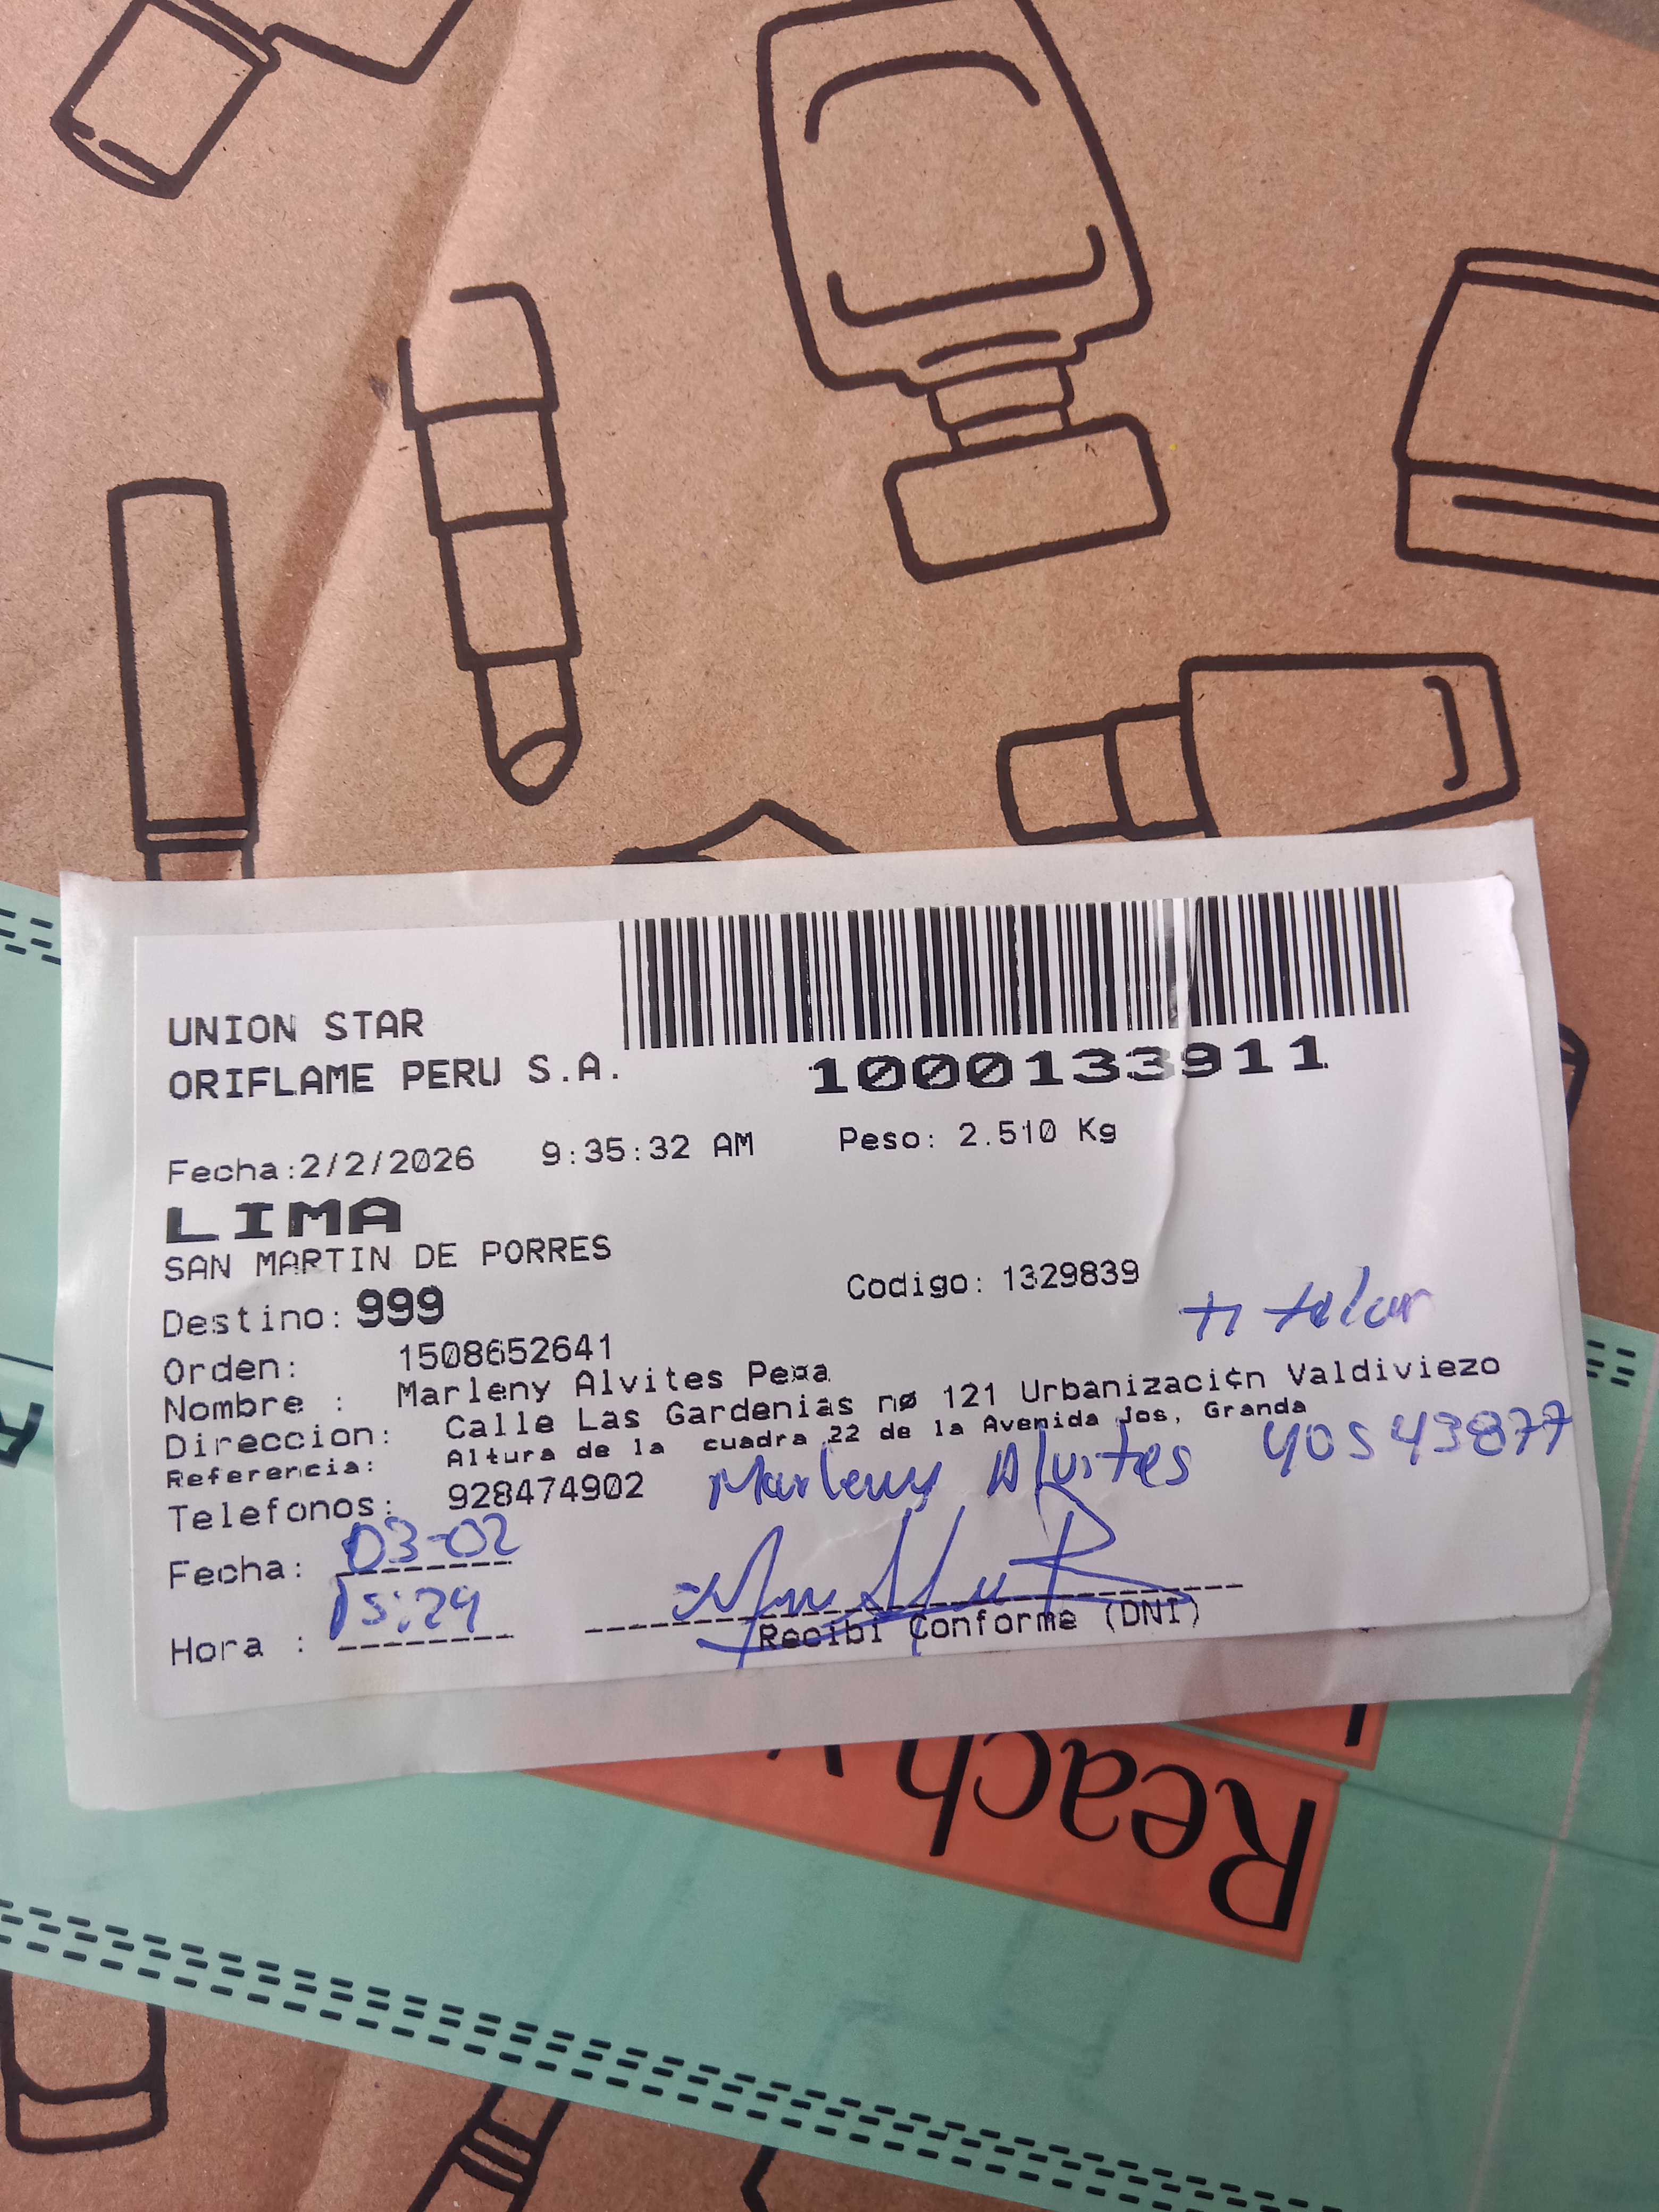 UNION STAR
ORIFLAME PERU S.A.
1000133911
Fecha:2/2/2026 9:35:32 AM Peso: 2.510 Kg
LIMA
SAN MARTIN DE PORRES
Destino: 999 Codigo: 1329839
titular
Orden: 1508652641
Nombre : Marleny Alvites Pe¤a
Direccion: Calle Las Gardenias nø 121 Urbanizaci¢n Valdiviezo
Referencia: Altura de la cuadra 22 de la Avenida Jos, Granda
Telefonos: 928474902 Marleny Alvites 40543877
Fecha: 03-02
Hora : 15:29
Recibi Conforme (DNI)
Reach